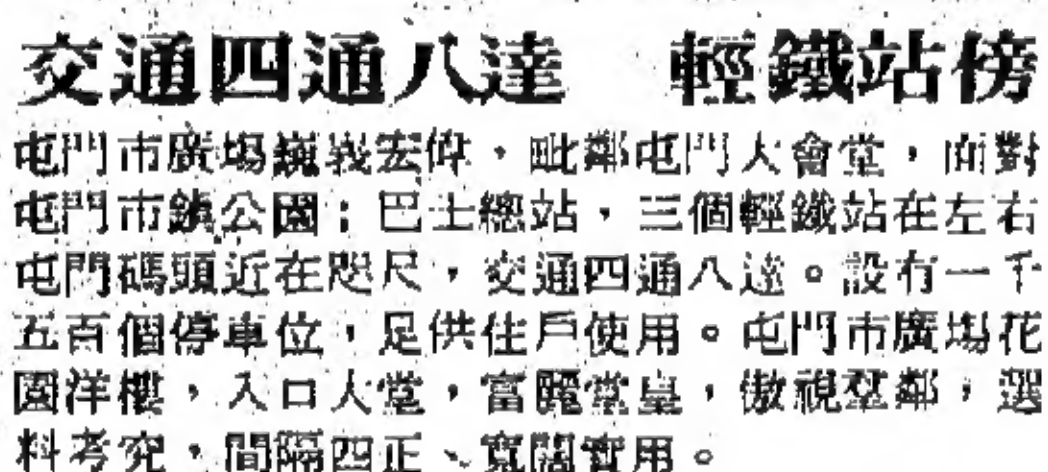 交通四通八達　輕鐵站傍
屯門市廣場巍峩宏偉，毗鄰屯門大會堂，面對
屯門市鎮公園；巴士總站，三個輕鐵站在左右
屯門碼頭近在咫尺，交通四通八達。設有一千
五百個停車位，足供住戶使用。屯門市廣場花
園洋樓，入口大堂，富麗堂皇，傲視羣鄰，選
料考究，間隔四正、寬闊實用。